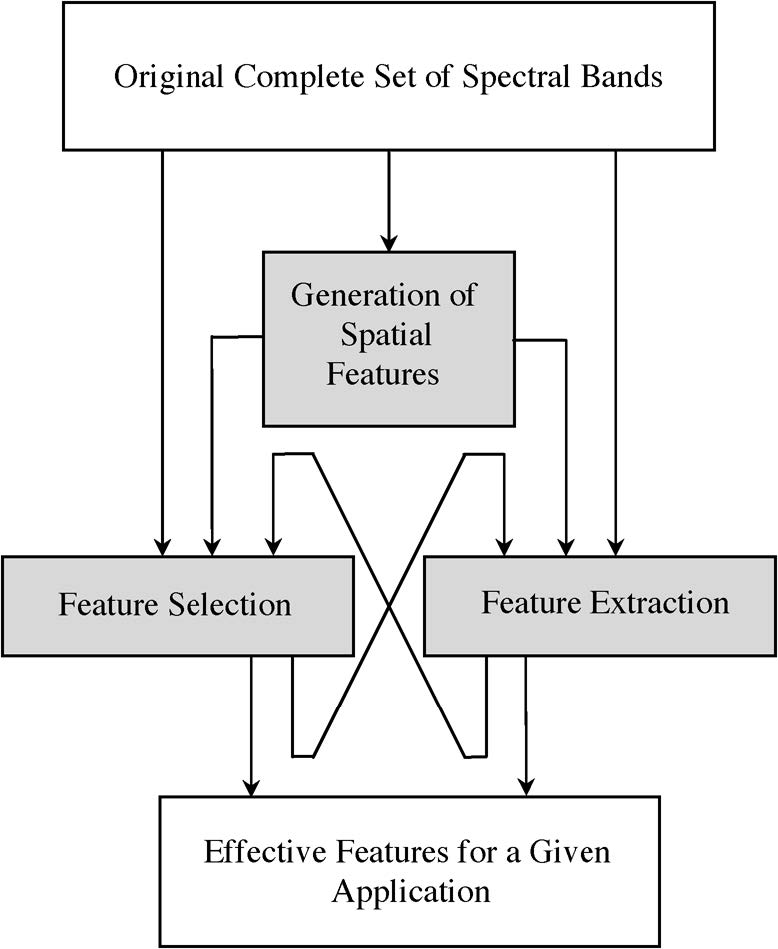 Original Complete Set of Spectral Bands
Generation of
Spatial
Features
Feature Selection
Feature Extraction
Effective Features for a Given
Application